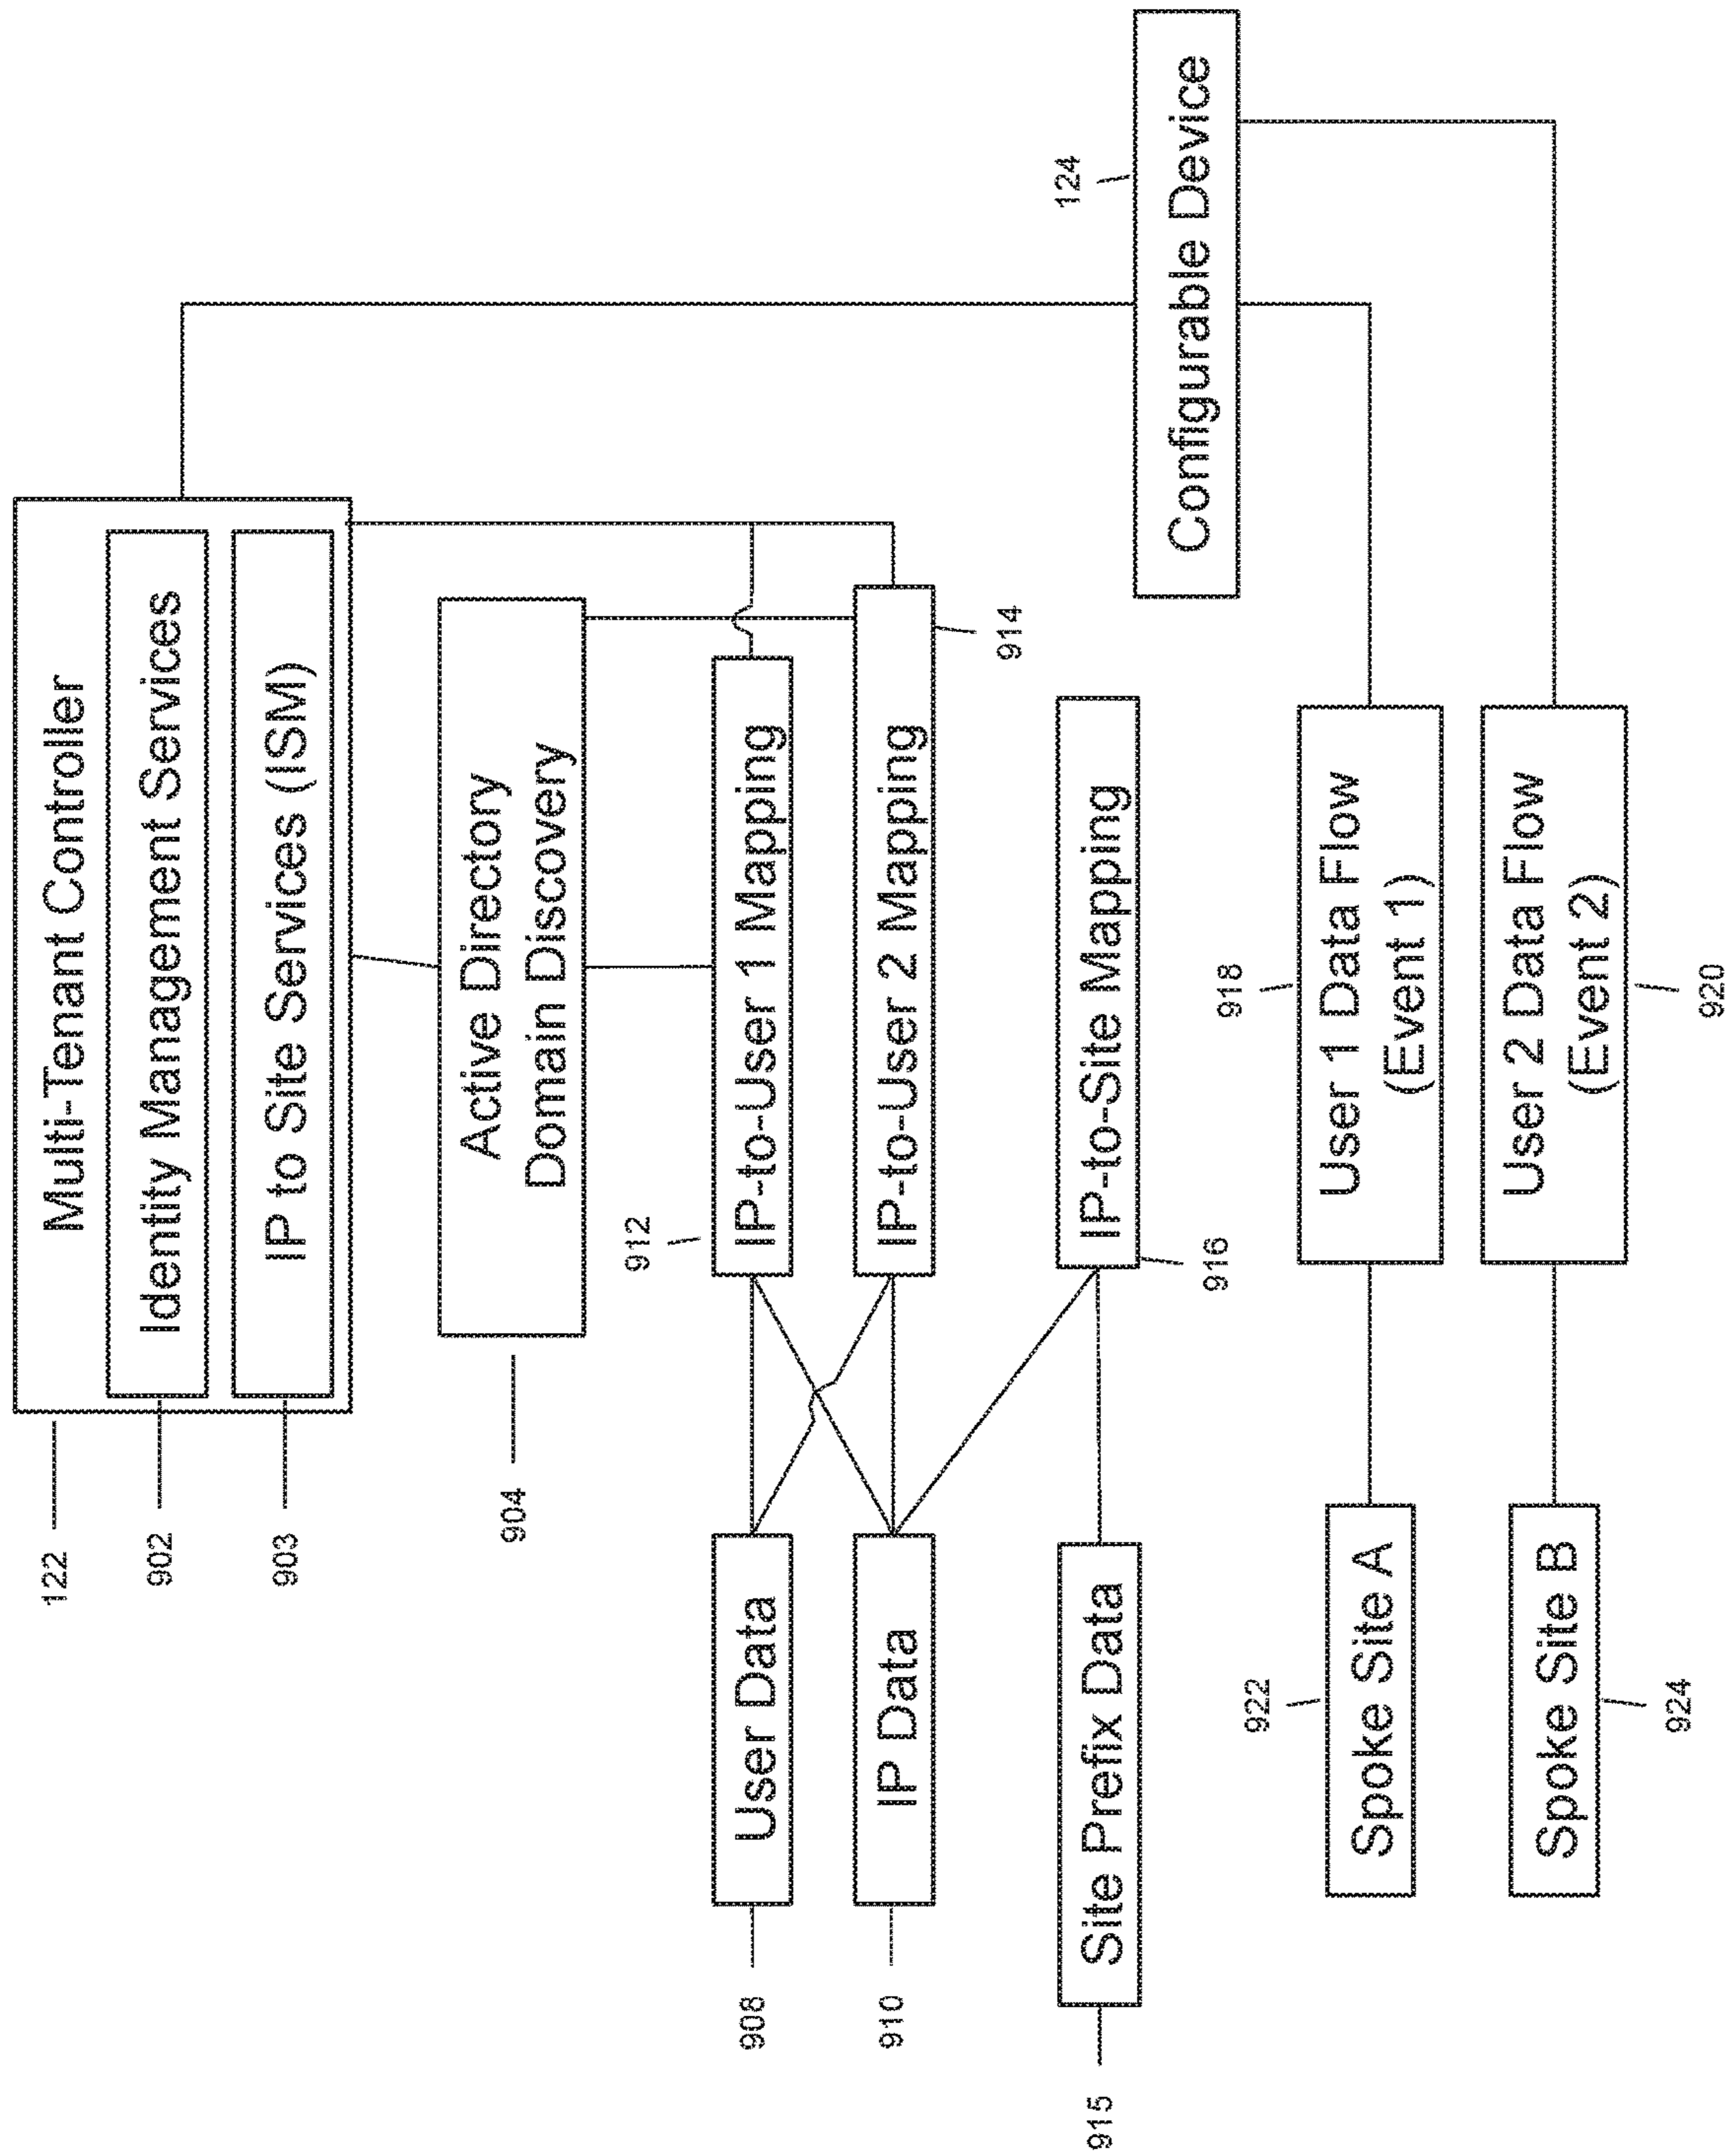 122
Multi-Tenant Controller
902
Identity Management Services
903
IP to Site Services (ISM)
904
Active Directory
Domain Discovery
908
User Data
912
IP-to-User 1 Mapping
910
IP Data
IP-to-User 2 Mapping
914
915
Site Prefix Data
IP-to-Site Mapping
916
124
Configurable Device
922
Spoke Site A
918
User 1 Data Flow
(Event 1)
Spoke Site B
924
User 2 Data Flow
(Event 2)
920